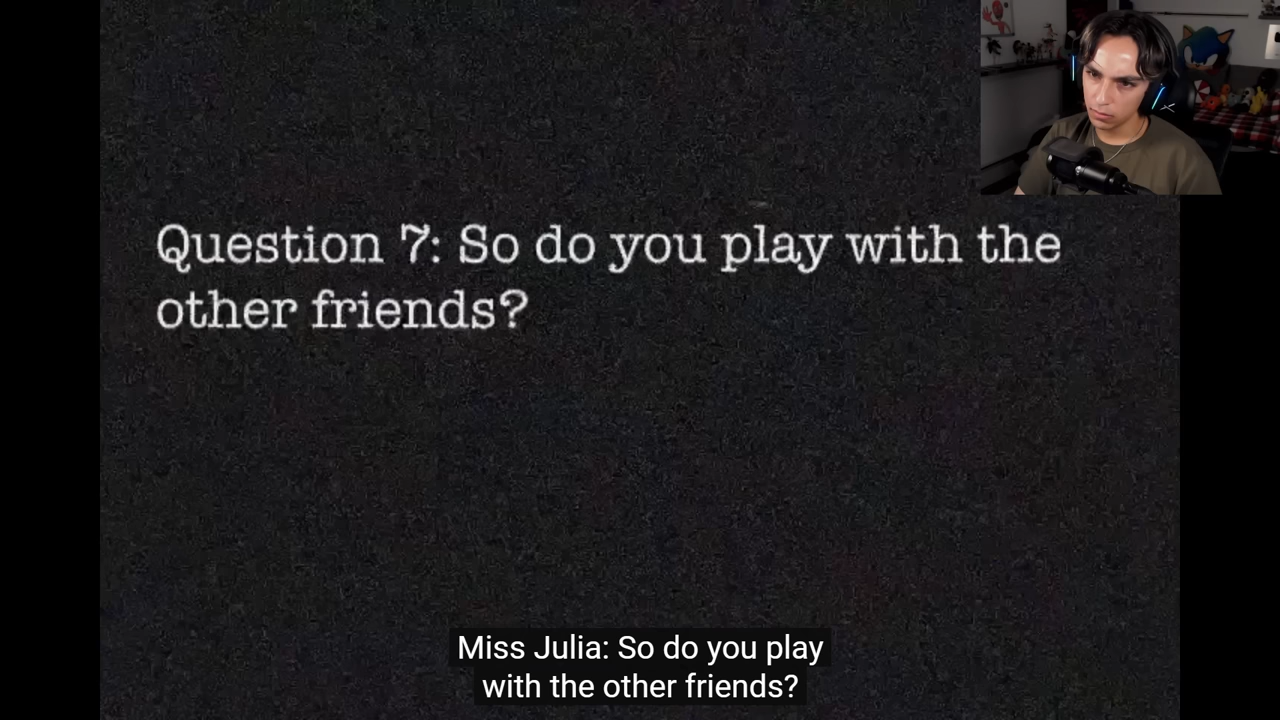 Question 7: So do you play with the
other friends?
Miss Julia: So do you play
with the other friends?